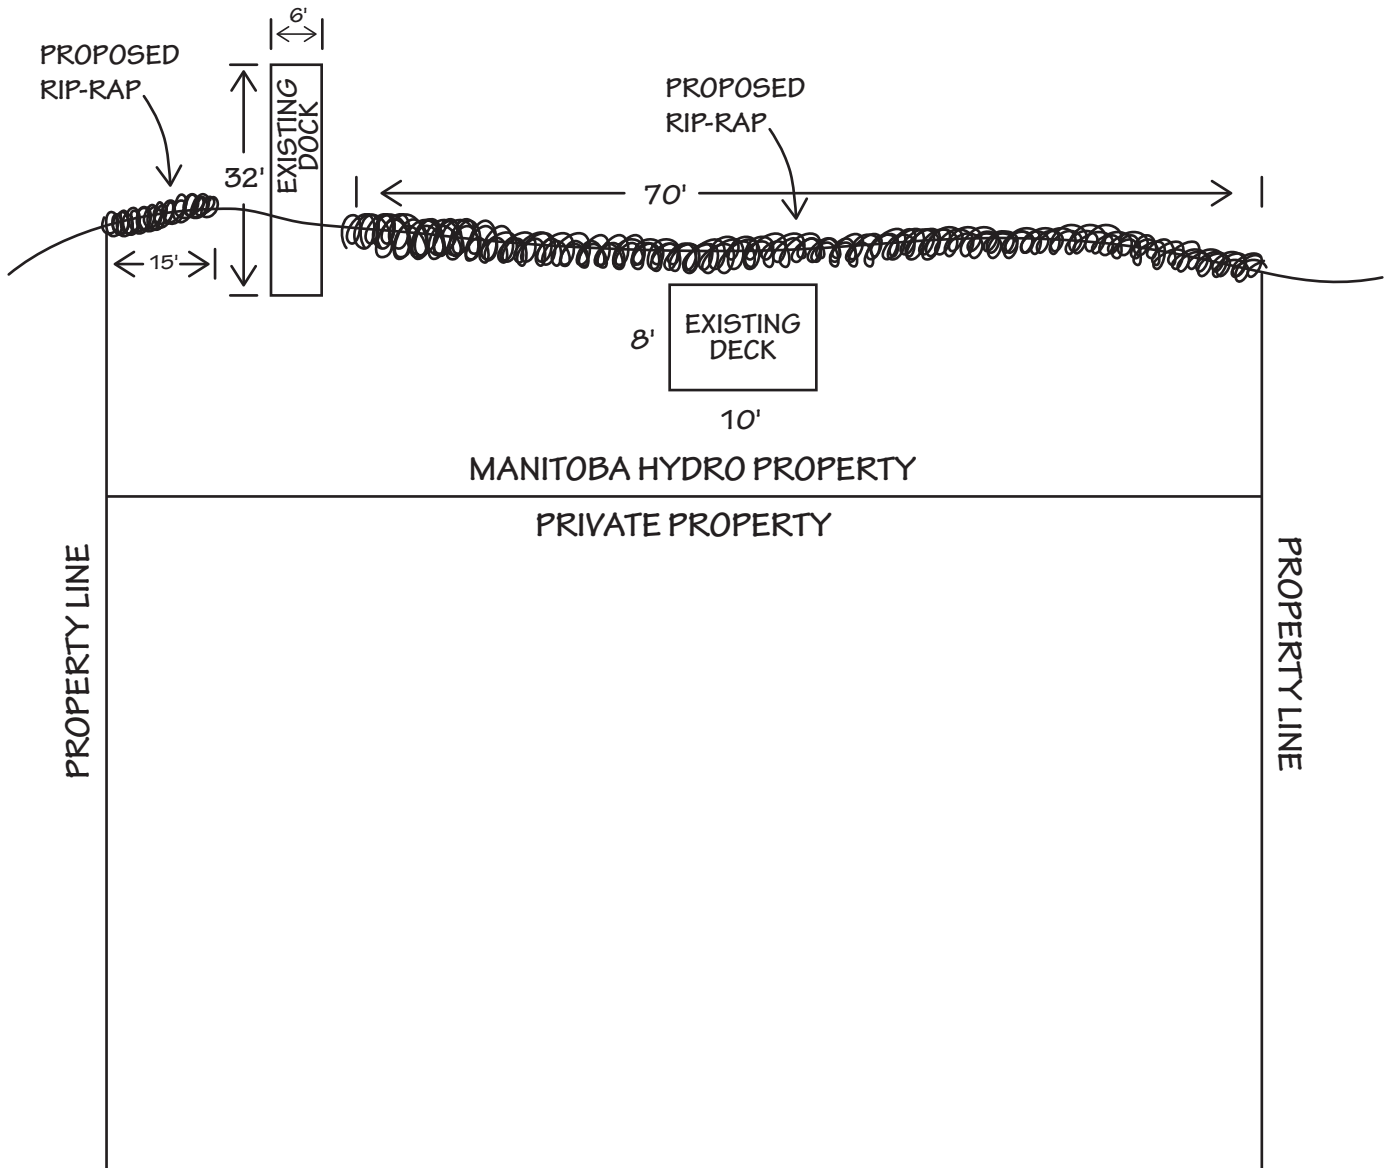 6'
PROPOSED
RIP-RAP
EXISTING
DOCK
32'
15'
PROPOSED
RIP-RAP
70'
EXISTING
DECK
8'
10'
MANITOBA HYDRO PROPERTY
PRIVATE PROPERTY
PROPERTY LINE
PROPERTY LINE